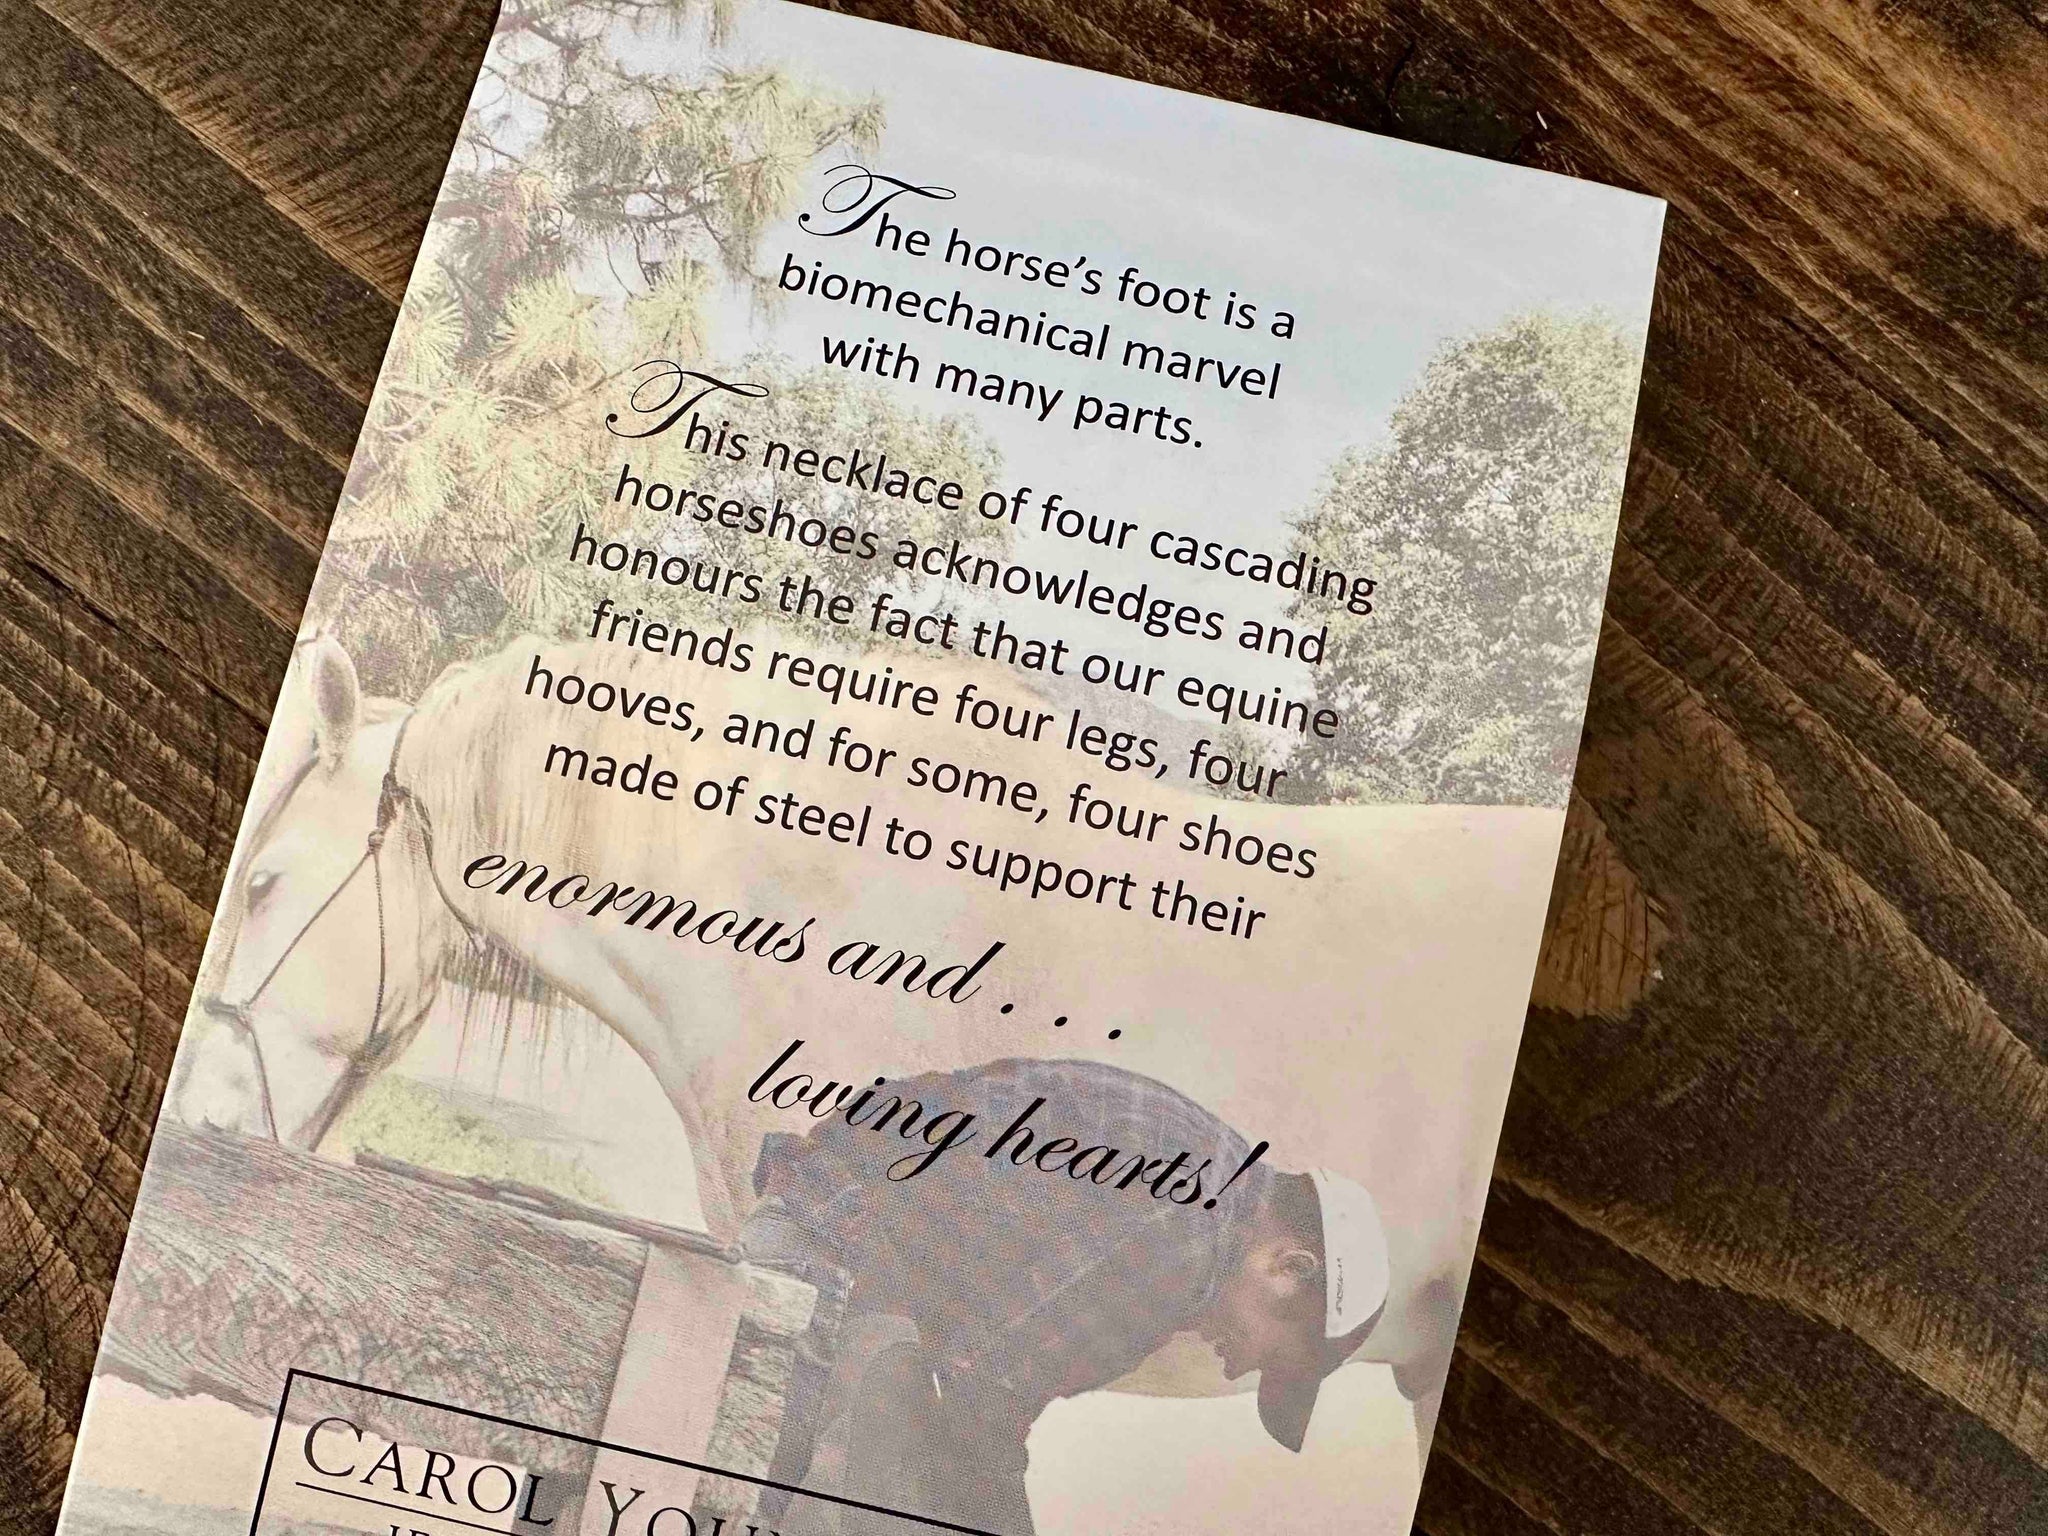 The horse's foot is a
biomechanical marvel
with many parts.
This necklace of four cascading
horseshoes acknowledges and
honours the fact that our equine
friends require four legs, four
hooves, and for some, four shoes
made of steel to support their
enormous and . . .
loving hearts!
CAROL